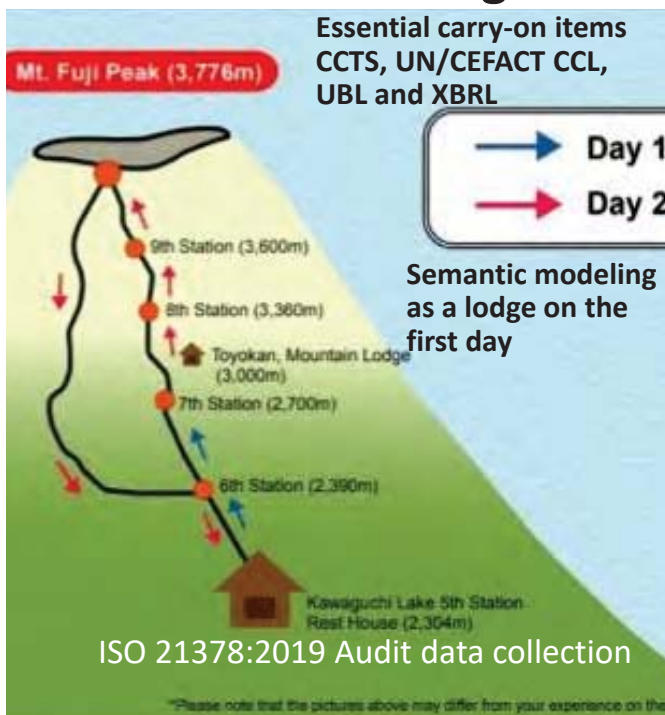 Essential carry-on items
CCTS, UN/CEFACT CCL,
UBL and XBRL
Mt. Fuji Peak (3,776m)
Day 1
Day 2
9th Station (3,600m)
Semantic modeling
as a lodge on the
first day
8th Station (3,360m)
Toyokan, Mountain Lodge
(3,000m)
7th Station (2,700m)
6th Station (2,390m)
Kawaguchi Lake 5th Station
Rest House (2,304m)
ISO 21378:2019 Audit data collection
*Please note that the pictures above may differ from your experience on the